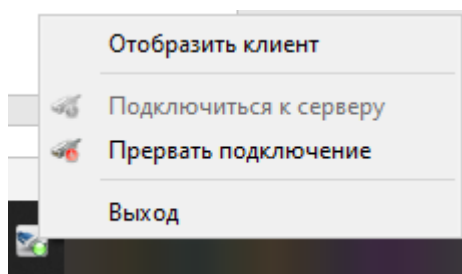 Отобразить клиент
Подключиться к серверу
Прервать подключение
Выход